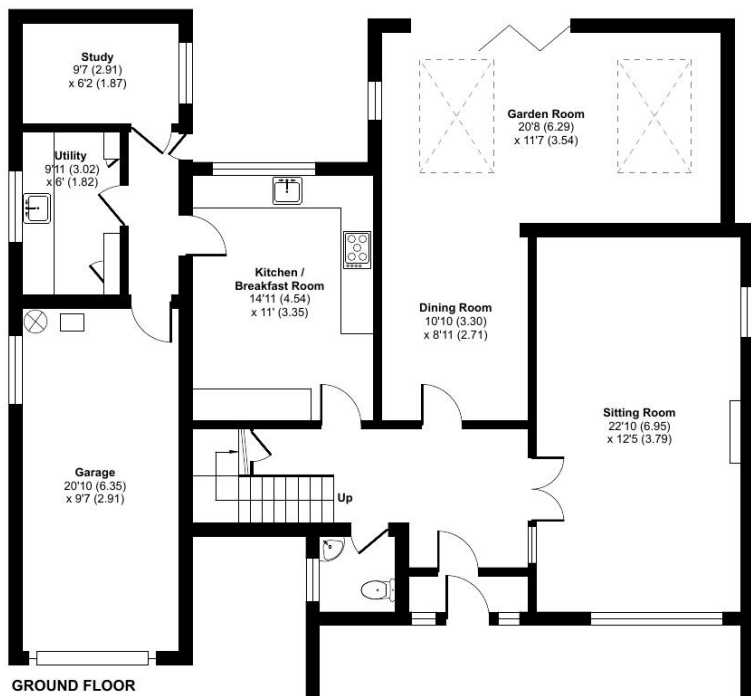 Study
9'7 (2.91)
x 6'2 (1.87)
Utility
9'11 (3.02)
x 6' (1.82)
Garden Room
20'8 (6.29)
x 11'7 (3.54)
Kitchen /
Breakfast Room
14'11 (4.54)
x 11' (3.35)
Dining Room
10'10 (3.30)
x 8'11 (2.71)
Sitting Room
22'10 (6.95)
x 12'5 (3.79)
Garage
20'10 (6.35)
x 9'7 (2.91)
Up
GROUND FLOOR